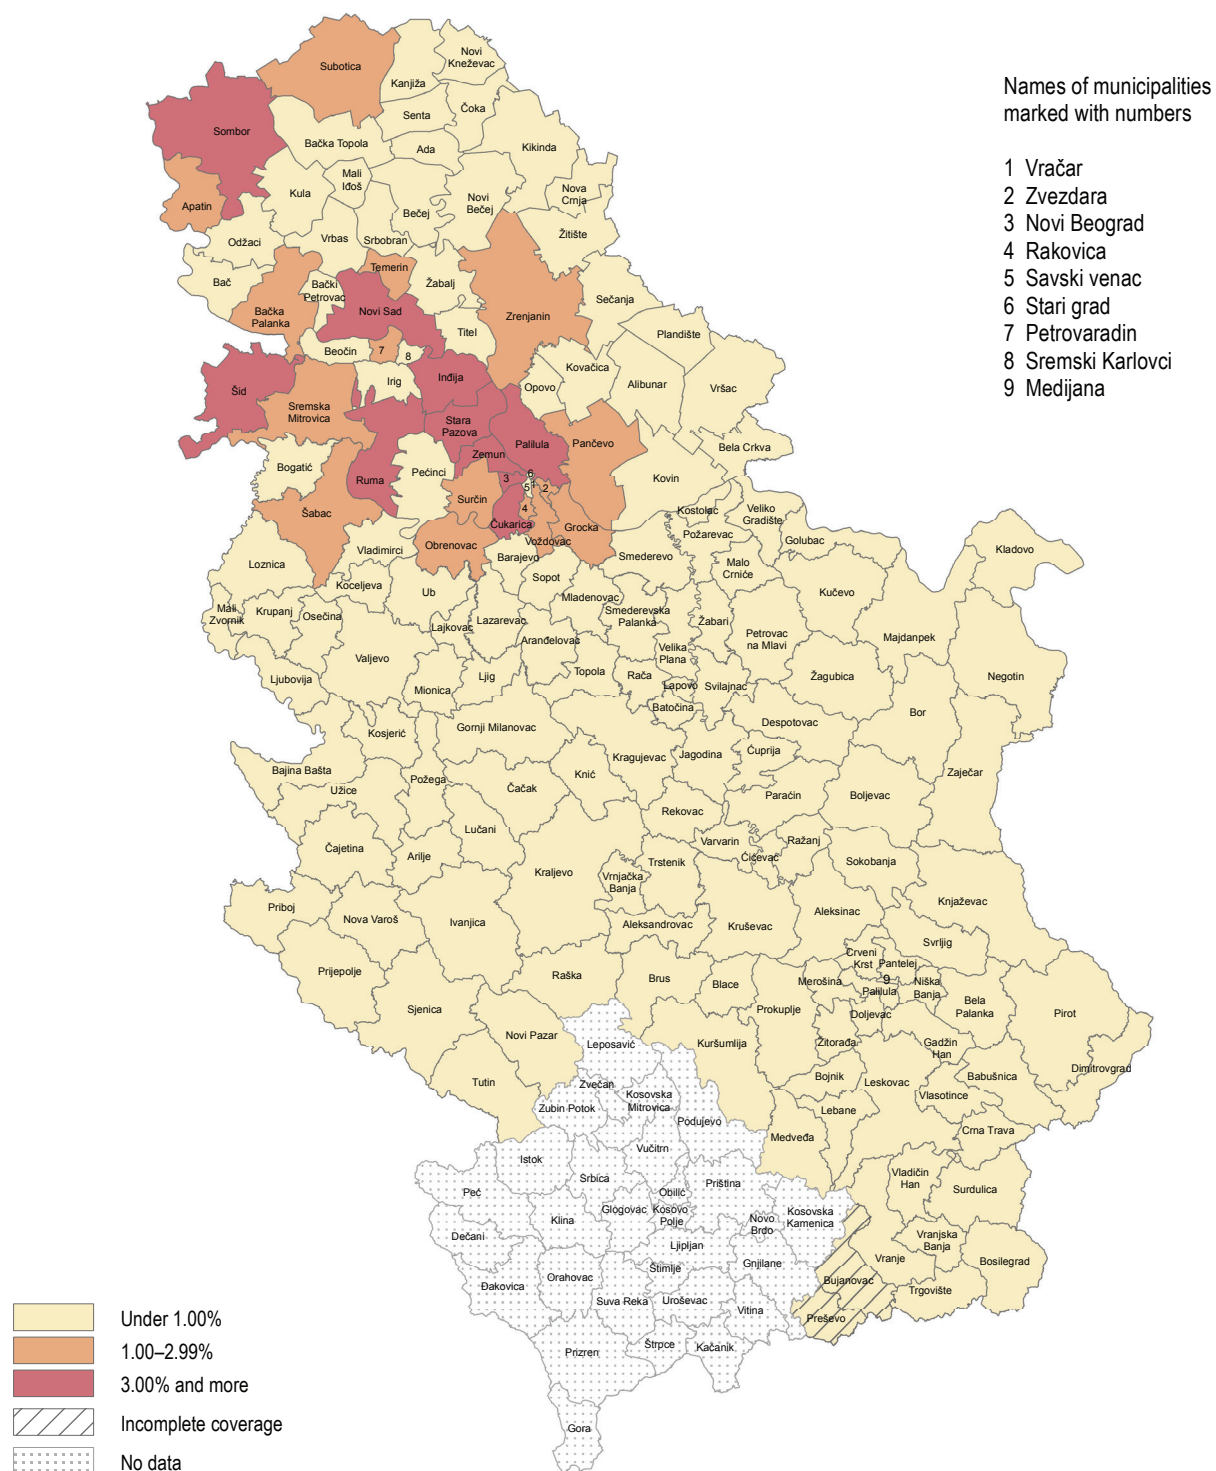 Names of municipalities
marked with numbers
1 Vračar
2 Zvezdara
3 Novi Beograd
4 Rakovica
5 Savski venac
6 Stari grad
7 Petrovaradin
8 Sremski Karlovci
9 Medijana
Subotica
Novi
Kneževac
Kanjiža
Sombor
Senta
Čoka
Bačka Topola
Ada
Kikinda
Mali
Iđoš
Kula
Nova
Crnja
Apatin
Bečej
Novi
Bečej
Odžaci
Vrbas
Srbobran
Žitište
Temerin
Bač
Bački
Petrovac
Žabalj
Sečanja
Novi Sad
Bačka
Palanka
Zrenjanin
Titel
Plandište
Beočin
7
8
Kovačica
Šid
Irig
Inđija
Opovo
Alibunar
Vršac
Sremska
Mitrovica
Stara
Pazova
Palilula
Pančevo
Bela Crkva
Zemun
Bogatić
Ruma
Pećinci
6
3
5
1
2
Kovin
Surčin
4
Šabac
Čukarica
Grocka
Kostolac
Veliko
Gradište
Voždovac
Požarevac
Golubac
Vladimirci
Obrenovac
Barajevo
Smederevo
Kladovo
Loznica
Malo
Crniće
Koceljeva
Ub
Sopot
Kučevo
Mladenovac
Mali
Zvornik
Krupanj
Osečina
Lajkovac
Lazarevac
Smederevska
Palanka
Žabari
Petrovac
na Mlavi
Majdanpek
Aranđelovac
Valjevo
Velika
Plana
Ljubovija
Mionica
Ljig
Topola
Rača
Lapovo
Svilajnac
Žagubica
Negotin
Batočina
Kosjerić
Gornji Milanovac
Despotovac
Bor
Kragujevac
Jagodina
Ćuprija
Bajina Bašta
Užice
Požega
Čačak
Knić
Zaječar
Paraćin
Boljevac
Rekovac
Lučani
Čajetina
Arilje
Varvarin
Ražanj
Ćićevac
Trstenik
Sokobanja
Kraljevo
Vrnjačka
Banja
Priboj
Nova Varoš
Ivanjica
Knjaževac
Aleksandrovac
Kruševac
Aleksinac
Svrljig
Prijepolje
Crveni
Krst
Pantelej
Raška
Brus
Blace
Merošina
9
Niška
Banja
Palilula
Sjenica
Prokuplje
Bela
Palanka
Pirot
Doljevac
Novi Pazar
Leposavić
Kuršumlija
Žitorađa
Gadžin
Han
Dimitrovgrad
Tutin
Zvečan
Bojnik
Leskovac
Babušnica
Kosovska
Mitrovica
Vlasotince
Zubin Potok
Lebane
Podujevo
Crna Trava
Medveđa
Vučitrn
Istok
Srbica
Vladičin
Han
Priština
Surdulica
Peć
Obilić
Glogovac
Kosovo
Polje
Klina
Novo
Brdo
Kosovska
Kamenica
Dečani
Vranjska
Banja
Ljipljan
Vranje
Bosilegrad
Gnjilane
Štimlje
Đakovica
Orahovac
Bujanovac
Trgovište
Suva Reka
Uroševac
Vitina
Preševo
Štrpce
Kačanik
Prizren
Gora
Under 1.00%
1.00–2.99%
3.00% and more
Incomplete coverage
No data